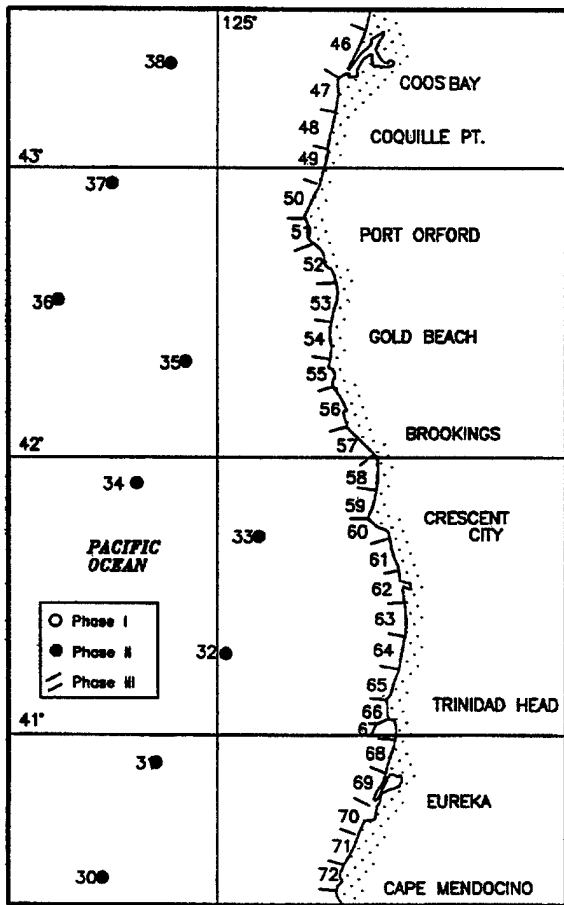 125°
46
38
COOS BAY
47
48
COQUILLE PT.
49
43°
37
50
51
PORT ORFORD
52
36
53
GOLD BEACH
54
35
55
56
BROOKINGS
57
42°
58
34
59
CRESCENT
CITY
33
60
PACIFIC
OCEAN
61
62
Phase I
63
Phase II
32
64
Phase III
65
TRINIDAD HEAD
66
41°
67
68
31
69
EUREKA
70
71
30
72
CAPE MENDOCINO